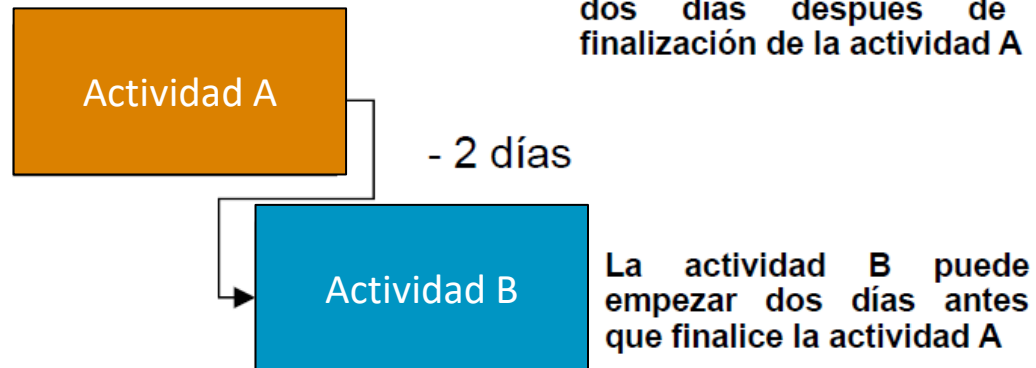 dos días después de
finalización de la actividad A
Actividad A
- 2 días
Actividad B
La actividad B puede
empezar dos días antes
que finalice la actividad A